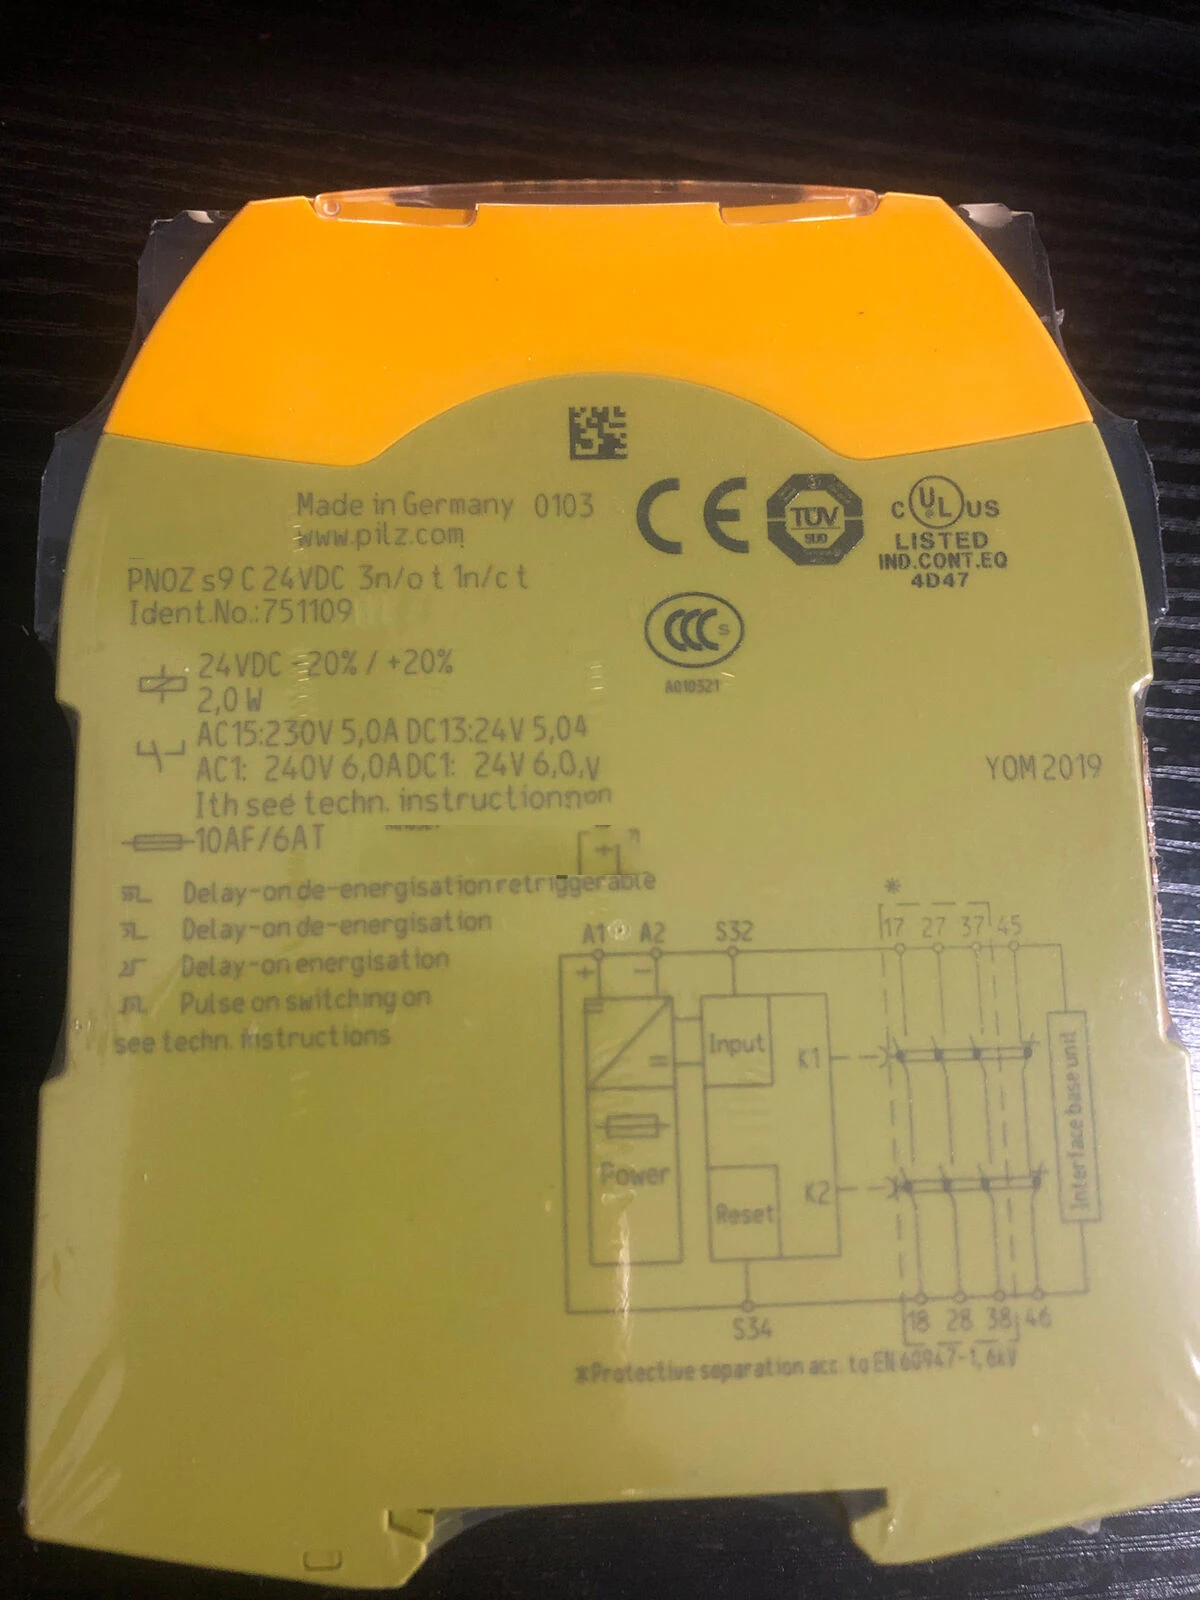 Made in Germany 0103
www.pilz.com
PNOZ s9 C 24VDC 3n/o t 1n/c t
Ident.No.:751109
CE
TÜV
SÜD
C UL US
LISTED
IND.CONT.EQ
4D47
CCC S
A010321
24VDC -20% / +20%
2,0 W
AC15:230V 5,0A DC13:24V 5,04
AC1: 240V 6,0A DC1: 24V 6,0
YOM 2019
Ith see techn. instructionnon
10AF/6AT
Delay-on de-energisation retriggerable
Delay-on de-energisation
Delay-on energisation
Pulse on switching on
see techn. instructions
*
A1 A2 S32 17 27 37 45
+ −
Input
K1
Interface base unit
Power
K2
Reset
S34
18 28 38 46
*Protective separation acc. to EN 60947-1, 6kV